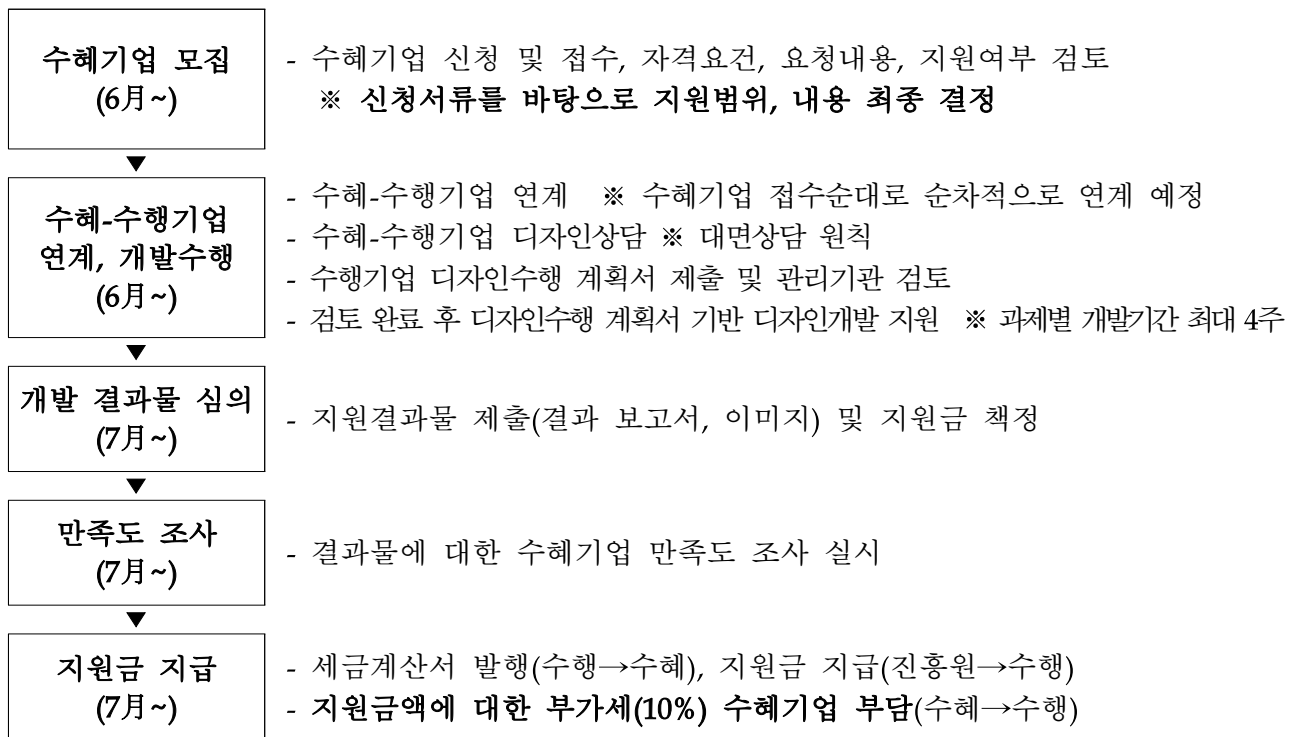 수혜기업 모집
(6月~)
- 수혜기업 신청 및 접수, 자격요건, 요청내용, 지원여부 검토
※ 신청서류를 바탕으로 지원범위, 내용 최종 결정
▼
수혜-수행기업
연계, 개발수행
(6月~)
- 수혜-수행기업 연계 ※ 수혜기업 접수순대로 순차적으로 연계 예정
- 수혜-수행기업 디자인상담 ※ 대면상담 원칙
- 수행기업 디자인수행 계획서 제출 및 관리기관 검토
- 검토 완료 후 디자인수행 계획서 기반 디자인개발 지원 ※ 과제별 개발기간 최대 4주
▼
개발 결과물 심의
(7月~)
- 지원결과물 제출(결과 보고서, 이미지) 및 지원금 책정
▼
만족도 조사
(7月~)
- 결과물에 대한 수혜기업 만족도 조사 실시
▼
지원금 지급
(7月~)
- 세금계산서 발행(수행→수혜), 지원금 지급(진흥원→수행)
- 지원금액에 대한 부가세(10%) 수혜기업 부담(수혜→수행)